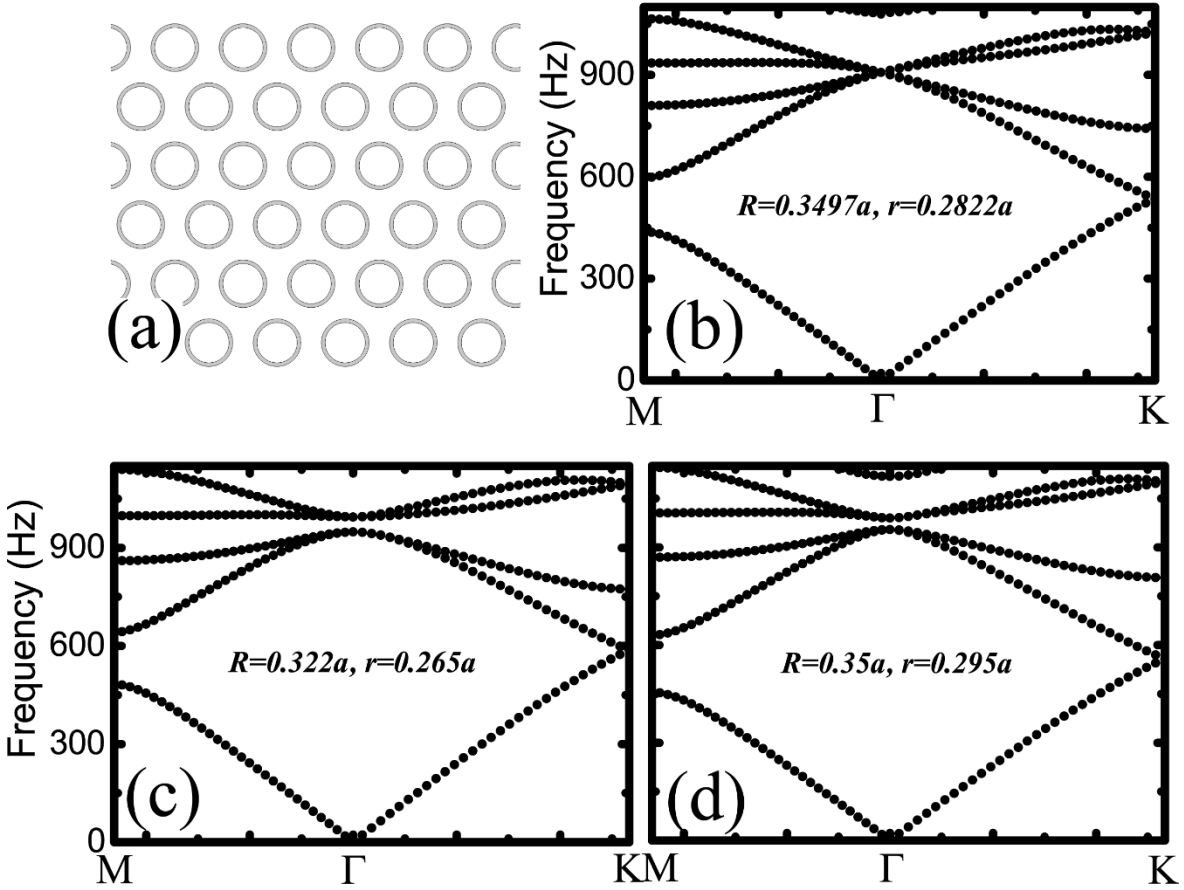 (a)
Frequency (Hz)
900
600
300
0
R=0.3497a, r=0.2822a
(b)
M Γ K
Frequency (Hz)
900
600
300
0
R=0.322a, r=0.265a
(c)
M Γ K
R=0.35a, r=0.295a
(d)
M Γ K